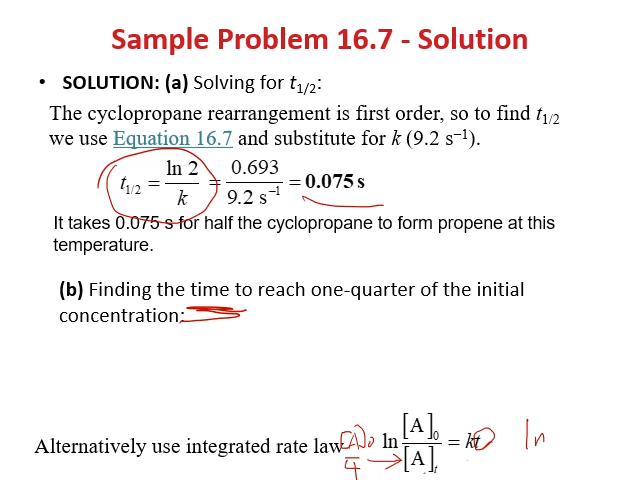 Sample Problem 16.7 - Solution
• SOLUTION: (a) Solving for t1/2:
The cyclopropane rearrangement is first order, so to find t1/2
we use Equation 16.7 and substitute for k (9.2 s⁻¹).
t1/2 = ln 2 / k = 0.693 / 9.2 s⁻¹ = 0.075 s
It takes 0.075 s for half the cyclopropane to form propene at this
temperature.
(b) Finding the time to reach one-quarter of the initial
concentration:
Alternatively use integrated rate law [A]0 / 4 → ln [A]0 / [A]t = kt ln